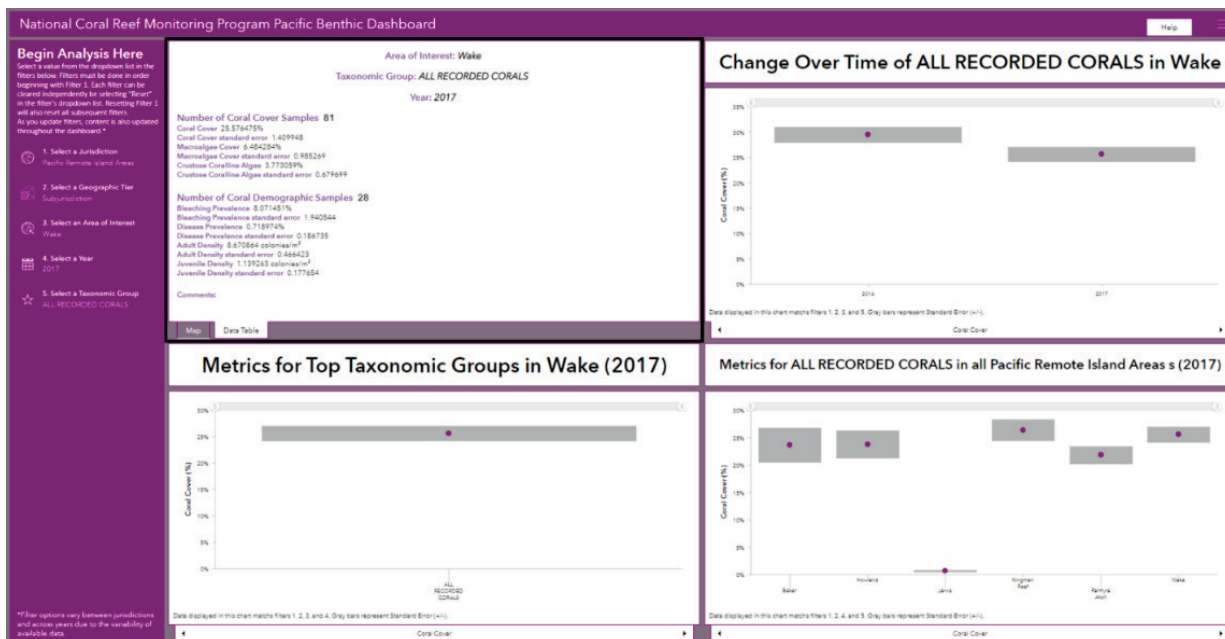 National Coral Reef Monitoring Program Pacific Benthic Dashboard
Help
Begin Analysis Here
Select a value from the dropdown list in the
filters below. Filters must be done in order
beginning with Filter 1. Each filter can be
cleared independently be selecting "Reset"
in the filter's dropdown list. Resetting Filter 1
will also reset all subsequent filters.
As you update filters, content is also updated
throughout the dashboard.*
1. Select a Jurisdiction
Pacific Remote Island Areas
2. Select a Geographic Tier
Subjurisdiction
3. Select an Area of Interest
Wake
4. Select a Year
2017
5. Select a Taxonomic Group
ALL RECORDED CORALS
*Filter options vary between jurisdictions
and across years due to the variability of
available data.
Area of Interest: Wake
Taxonomic Group: ALL RECORDED CORALS
Year: 2017
Number of Coral Cover Samples 81
Coral Cover 25.576475%
Coral Cover standard error 1.409948
Macroalgae Cover 6.484284%
Macroalgae Cover standard error 0.985269
Crustose Coralline Algae 3.773059%
Crustose Coralline Algae standard error 0.679699
Number of Coral Demographic Samples 28
Bleaching Prevalence 8.071451%
Bleaching Prevalence standard error 1.940544
Disease Prevalence 0.718974%
Disease Prevalence standard error 0.186735
Adult Density 8.670864 colonies/m²
Adult Density standard error 0.466423
Juvenile Density 1.139263 colonies/m²
Juvenile Density standard error 0.177654
Comments:
Map
Data Table
Change Over Time of ALL RECORDED CORALS in Wake
35%
30%
25%
20%
15%
10%
5%
0%
Coral Cover (%)
2014
2017
Data displayed in this chart matchs filters 1, 2, 3, and 5. Gray bars represent Standard Error (+/-).
Coral Cover
Metrics for Top Taxonomic Groups in Wake (2017)
30%
25%
20%
15%
10%
5%
0%
Coral Cover (%)
ALL
RECORDED
CORALS
Data displayed in this chart matchs filters 1, 2, 3, and 4. Gray bars represent Standard Error (+/-).
Coral Cover
Metrics for ALL RECORDED CORALS in all Pacific Remote Island Areas s (2017)
30%
25%
20%
15%
10%
5%
0%
Coral Cover (%)
Baker
Howland
Jarvis
Kingman
Reef
Palmyra
Atoll
Wake
Data displayed in this chart matchs filters 1, 2, 4, and 5. Gray bars represent Standard Error (+/-).
Coral Cover